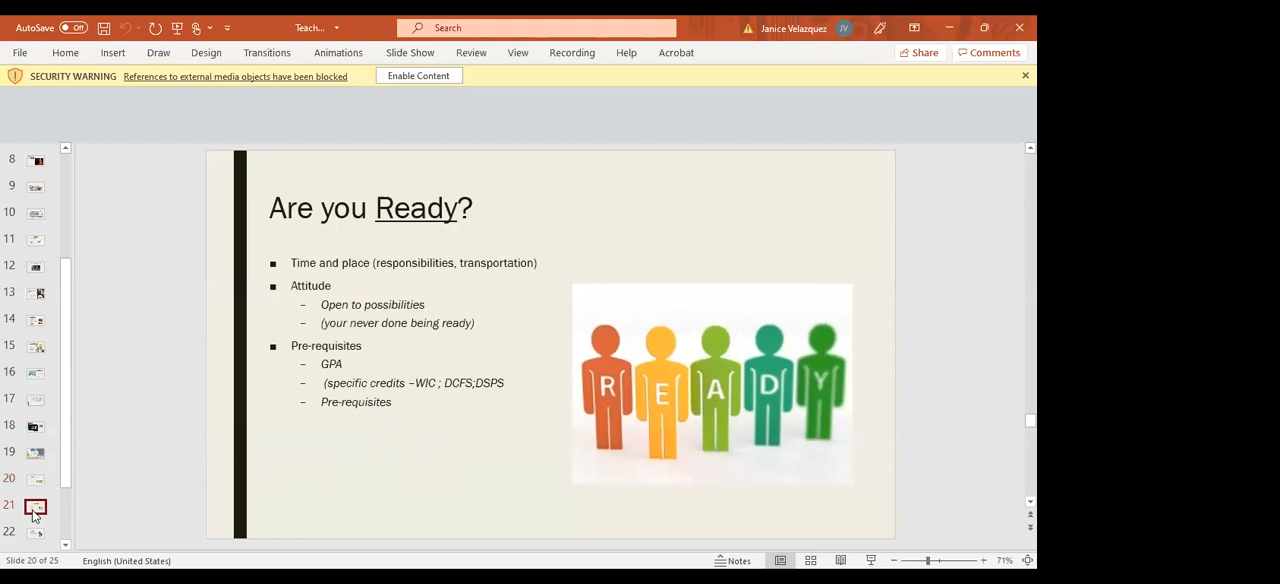 AutoSave Off Teach... Search Janice Velazquez JV
File Home Insert Draw Design Transitions Animations Slide Show Review View Recording Help Acrobat Share Comments
SECURITY WARNING References to external media objects have been blocked Enable Content
8
9
10
11
12
13
14
15
16
17
18
19
20
21
22
Are you Ready?
Time and place (responsibilities, transportation)
Attitude
– Open to possibilities
– (your never done being ready)
Pre-requisites
– GPA
– (specific credits –WIC ; DCFS;DSPS
– Pre-requisites
READY
Slide 20 of 25 English (United States) Notes 71%